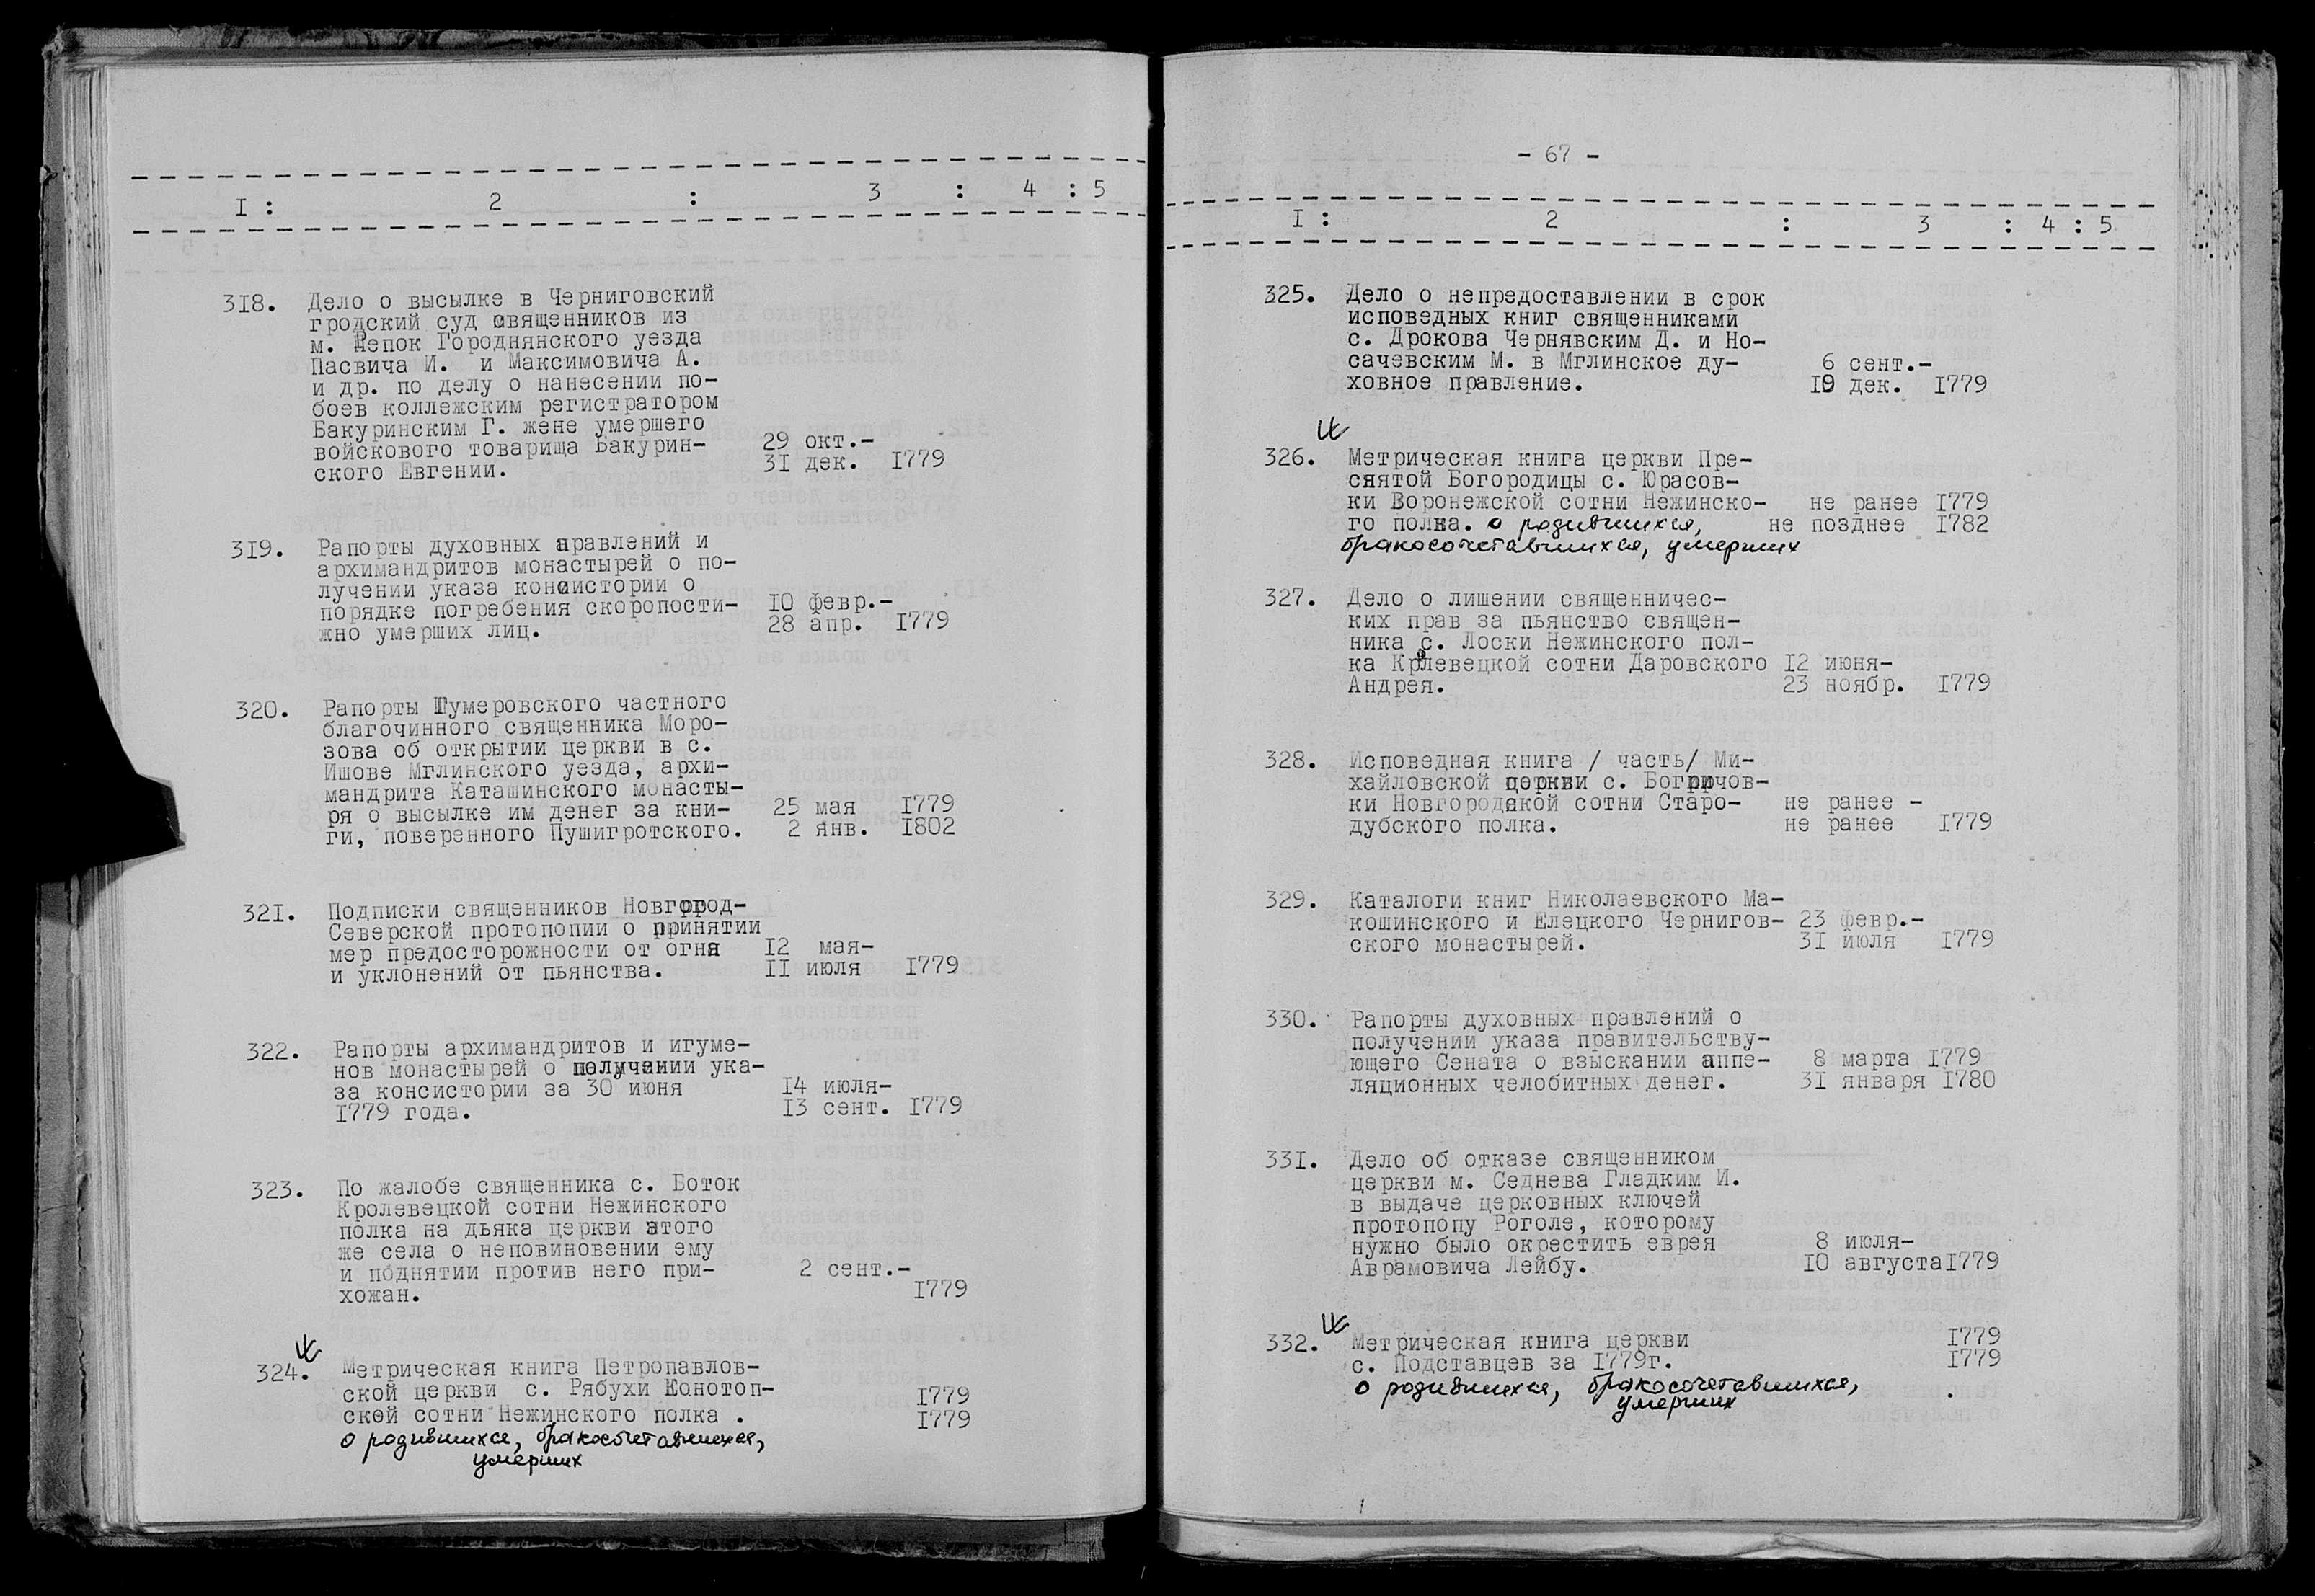 I : 2 : 3 : 4 : 5
318. Дело о высылке в Черниговский
гродский суд священников из
м. Репок Городнянского уезда
Пасвича И. и Максимовича А.
и др. по делу о нанесении по-
боев коллежским регистратором
Бакуринским Г. жене умершего
войскового товарища Бакурин- 29 окт.-
ского Евгении. 31 дек. 1779
319. Рапорты духовных правлений и
архимандритов монастырей о по-
лучении указа консистории о
порядке погребения скоропости- 10 февр.-
жно умерших лиц. 28 апр. 1779
320. Рапорты Шумеровского частного
благочинного священника Моро-
зова об открытии церкви в с.
Ишове Мглинского уезда, архи-
мандрита Каташинского монасты-
ря о высылке им денег за кни- 25 мая 1779
ги, поверенного Пушигротского. 2 янв. 1802
321. Подписки священников Новгород-
Северской протопопии о принятии
мер предосторожности от огня 12 мая-
и уклонений от пьянства. 11 июля 1779
322. Рапорты архимандритов и игуме-
нов монастырей о получении ука-
за консистории за 30 июня 14 июля-
1779 года. 13 сент. 1779
323. По жалобе священника с. Боток
Кролевецкой сотни Нежинского
полка на дьяка церкви этого
же села о неповиновении ему
и поднятии против него при- 2 сент.-
хожан. 1779
324. Метрическая книга Петропавлов-
ской церкви с. Рябухи Конотоп- 1779
ской сотни Нежинского полка . 1779
о родившихся, бракосочетавшихся,
умерших
- 67 -
I : 2 : 3 : 4 : 5
325. Дело о непредоставлении в срок
исповедных книг священниками
с. Дрокова Чернявским Д. и Но-
сачевским М. в Мглинское ду- 6 сент.-
ховное правление. 19 дек. 1779
326. Метрическая книга церкви Пре-
святой Богородицы с. Юрасов-
ки Воронежской сотни Нежинско- не ранее 1779
го полка. о родившихся, не позднее 1782
бракосочетавшихся, умерших
327. Дело о лишении священничес-
ких прав за пьянство священ-
ника с. Лоски Нежинского пол-
ка Кролевецкой сотни Даровского 12 июня-
Андрея. 23 ноябр. 1779
328. Исповедная книга / часть/ Ми-
хайловской церкви с. Богричов-
ки Новгородской сотни Старо- не ранее -
дубского полка. не ранее 1779
329. Каталоги книг Николаевского Ма-
кошинского и Елецкого Чернигов- 23 февр.-
ского монастырей. 31 июля 1779
330. Рапорты духовных правлений о
получении указа правительству-
ющего Сената о взыскании аппе- 8 марта 1779
ляционных челобитных денег. 31 января 1780
331. Дело об отказе священником
церкви м. Седнева Гладким И.
в выдаче церковных ключей
протопопу Роголе, которому
нужно было окрестить еврея 8 июля-
Аврамовича Лейбу. 10 августа1779
332. Метрическая книга церкви 1779
с. Подставцев за 1779г. 1779
о родившихся, бракосочетавшихся,
умерших